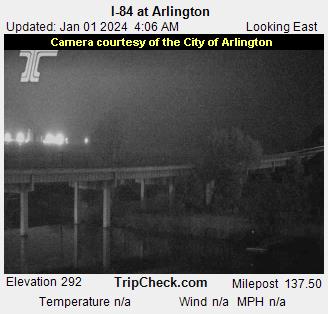 I-84 at Arlington
Updated: Jan 01 2024 4:06 AM Looking East
Camera courtesy of the City of Arlington
Elevation 292 TripCheck.com Milepost 137.50
Temperature n/a Wind n/a MPH n/a